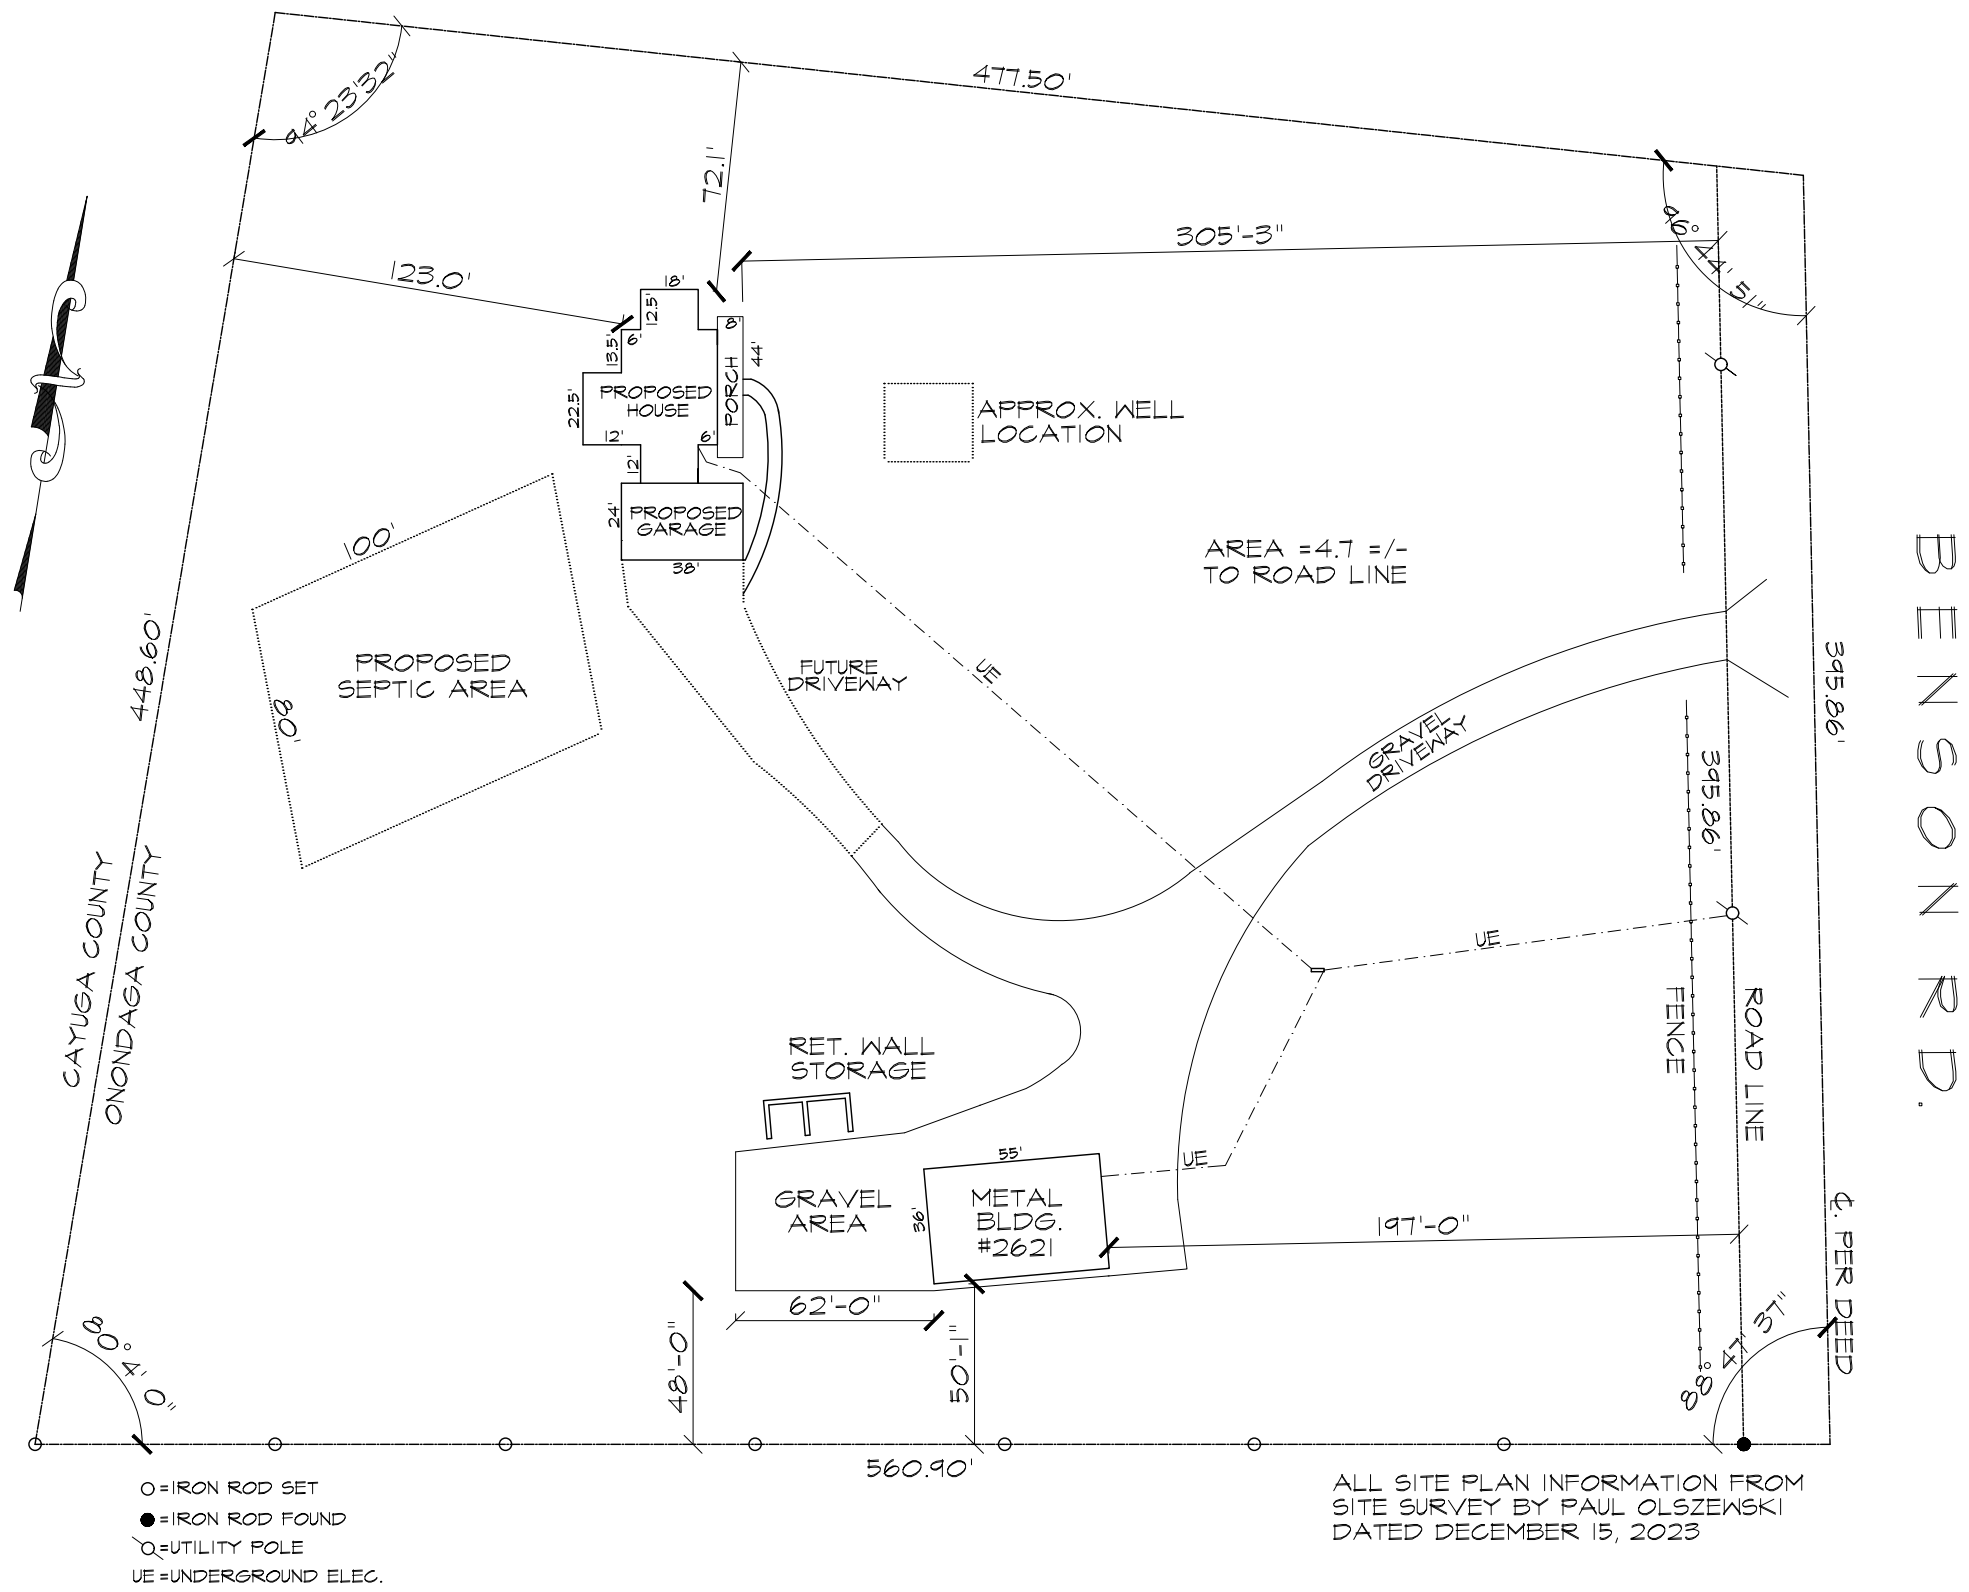 94° 23'32"
477.50'
72.1'
305'-3"
96° 44' 51"
123.0'
18'
12.5'
6'
8'
13.5'
44'
PROPOSED
HOUSE
PORCH
22.5'
12'
6'
12'
APPROX. WELL
LOCATION
24'
PROPOSED
GARAGE
38'
100'
AREA =4.7 =/-
TO ROAD LINE
BENSON RD.
448.60'
PROPOSED
SEPTIC AREA
80'
FUTURE
DRIVEWAY
UE
GRAVEL
DRIVEWAY
395.86'
395.86'
CAYUGA COUNTY
ONONDAGA COUNTY
UE
FENCE
ROAD LINE
RET. WALL
STORAGE
55'
UE
GRAVEL
AREA
36'
METAL
BLDG.
#2621
197'-0"
℄. PER DEED
62'-0"
48'-0"
50'-1"
80° 4' 0"
88° 47' 37"
560.90'
=IRON ROD SET
=IRON ROD FOUND
=UTILITY POLE
UE =UNDERGROUND ELEC.
ALL SITE PLAN INFORMATION FROM
SITE SURVEY BY PAUL OLSZEWSKI
DATED DECEMBER 15, 2023